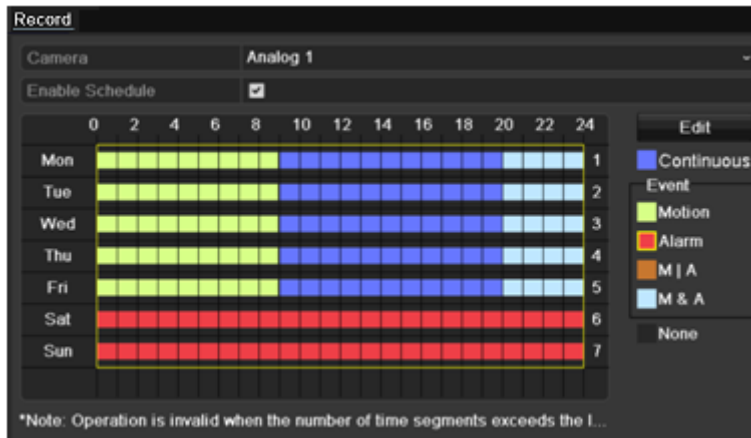 Record
Camera Analog 1
Enable Schedule
0 2 4 6 8 10 12 14 16 18 20 22 24
Edit
Mon 1
Continuous
Event
Tue 2
Motion
Wed 3
Alarm
Thu 4
M | A
Fri 5
M & A
Sat 6
None
Sun 7
*Note: Operation is invalid when the number of time segments exceeds the l...